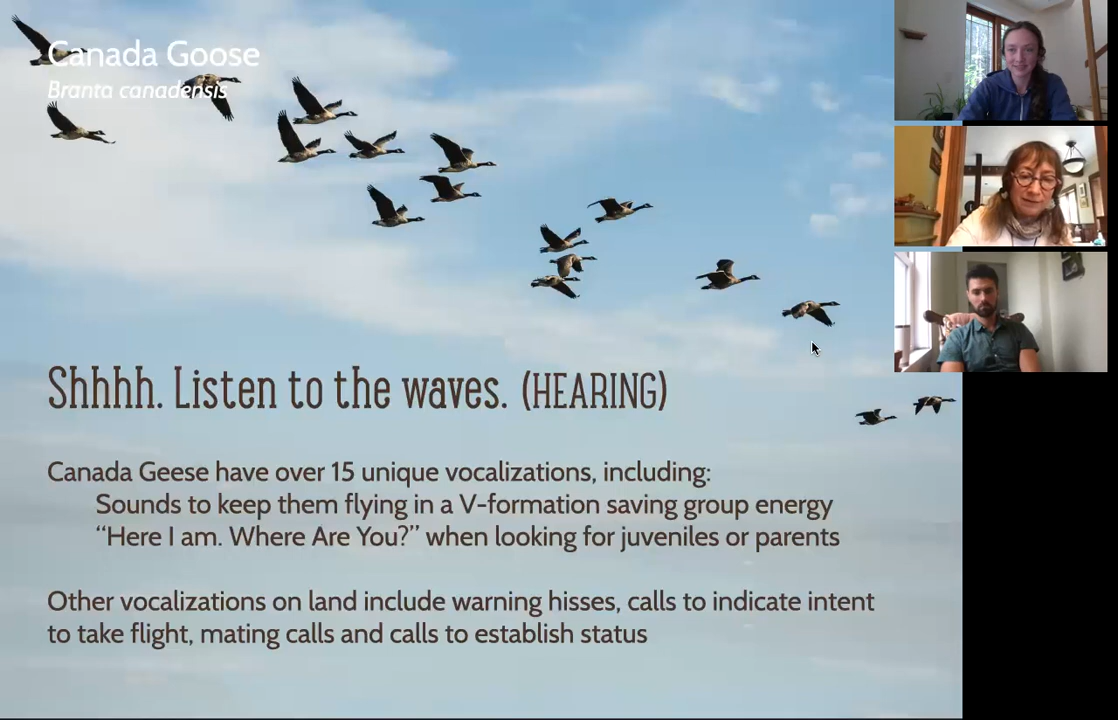 Canada Goose
Branta canadensis
Shhhh. Listen to the waves. (HEARING)
Canada Geese have over 15 unique vocalizations, including:
Sounds to keep them flying in a V-formation saving group energy
“Here I am. Where Are You?” when looking for juveniles or parents
Other vocalizations on land include warning hisses, calls to indicate intent
to take flight, mating calls and calls to establish status